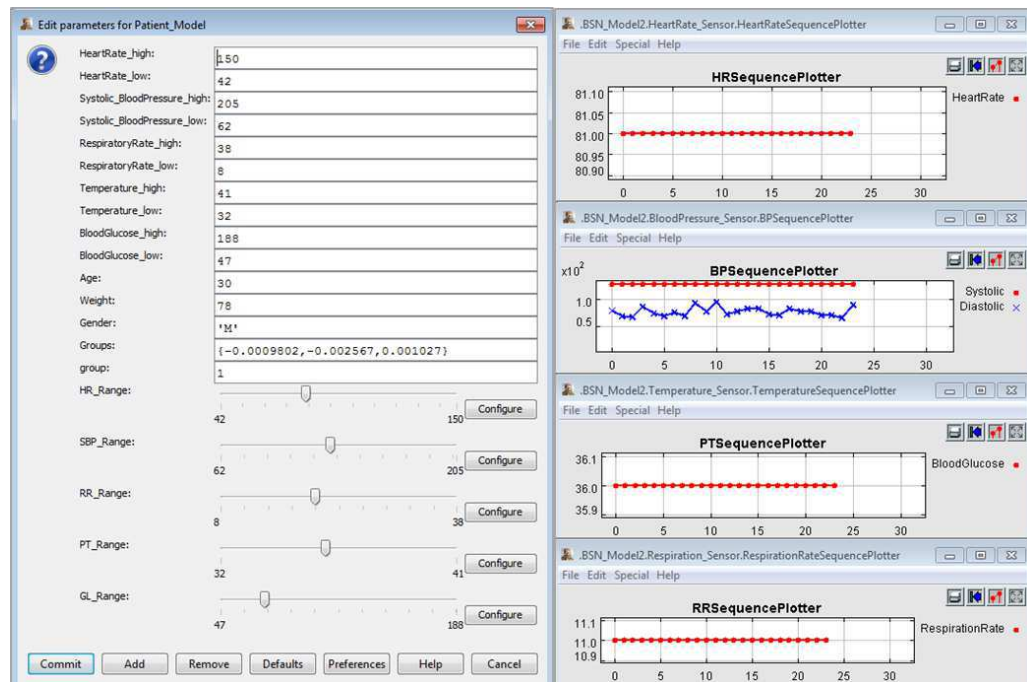 Edit parameters for Patient_Model
HeartRate_high: 150
HeartRate_low: 42
Systolic_BloodPressure_high: 205
Systolic_BloodPressure_low: 62
RespiratoryRate_high: 38
RespiratoryRate_low: 8
Temperature_high: 41
Temperature_low: 32
BloodGlucose_high: 188
BloodGlucose_low: 47
Age: 30
Weight: 78
Gender: 'M'
Groups: {-0.0009802,-0.002567,0.001027}
group: 1
HR_Range:
42 150 Configure
SBP_Range:
62 205 Configure
RR_Range:
8 38 Configure
PT_Range:
32 41 Configure
GL_Range:
47 188 Configure
Commit Add Remove Defaults Preferences Help Cancel
.BSN_Model2.HeartRate_Sensor.HeartRateSequencePlotter
File Edit Special Help
HRSequencePlotter
HeartRate
81.10
81.05
81.00
80.95
80.90
0 5 10 15 20 25 30
.BSN_Model2.BloodPressure_Sensor.BPSequencePlotter
File Edit Special Help
x10²
BPSequencePlotter
Systolic
Diastolic
1.0
0.5
0 5 10 15 20 25 30
.BSN_Model2.Temperature_Sensor.TemperatureSequencePlotter
File Edit Special Help
PTSequencePlotter
BloodGlucose
36.1
36.0
35.9
0 5 10 15 20 25 30
.BSN_Model2.Respiration_Sensor.RespirationRateSequencePlotter
File Edit Special Help
RRSequencePlotter
RespirationRate
11.1
11.0
10.9
0 5 10 15 20 25 30